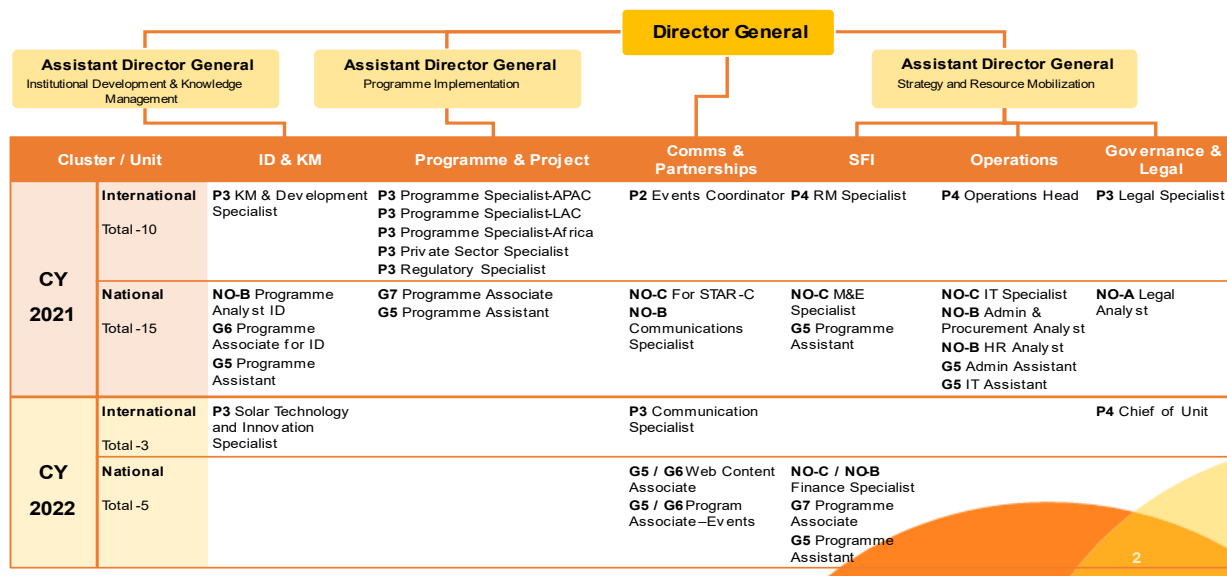 Director General
Assistant Director General
Institutional Development & Knowledge
Management
Assistant Director General
Programme Implementation
Assistant Director General
Strategy and Resource Mobilization
Cluster / Unit
ID & KM
Programme & Project
Comms &
Partnerships
SFI
Operations
Governance &
Legal
CY
2021
International
Total -10
P3 KM & Development
Specialist
P3 Programme Specialist-APAC
P3 Programme Specialist-LAC
P3 Programme Specialist-Africa
P3 Private Sector Specialist
P3 Regulatory Specialist
P2 Events Coordinator
P4 RM Specialist
P4 Operations Head
P3 Legal Specialist
National
Total -15
NO-B Programme
Analyst ID
G6 Programme
Associate for ID
G5 Programme
Assistant
G7 Programme Associate
G5 Programme Assistant
NO-C For STAR-C
NO-B
Communications
Specialist
NO-C M&E
Specialist
G5 Programme
Assistant
NO-C IT Specialist
NO-B Admin &
Procurement Analyst
NO-B HR Analyst
G5 Admin Assistant
G5 IT Assistant
NO-A Legal
Analyst
CY
2022
International
Total -3
P3 Solar Technology
and Innovation
Specialist
P3 Communication
Specialist
P4 Chief of Unit
National
Total -5
G5 / G6 Web Content
Associate
G5 / G6 Program
Associate–Events
NO-C / NO-B
Finance Specialist
G7 Programme
Associate
G5 Programme
Assistant
2